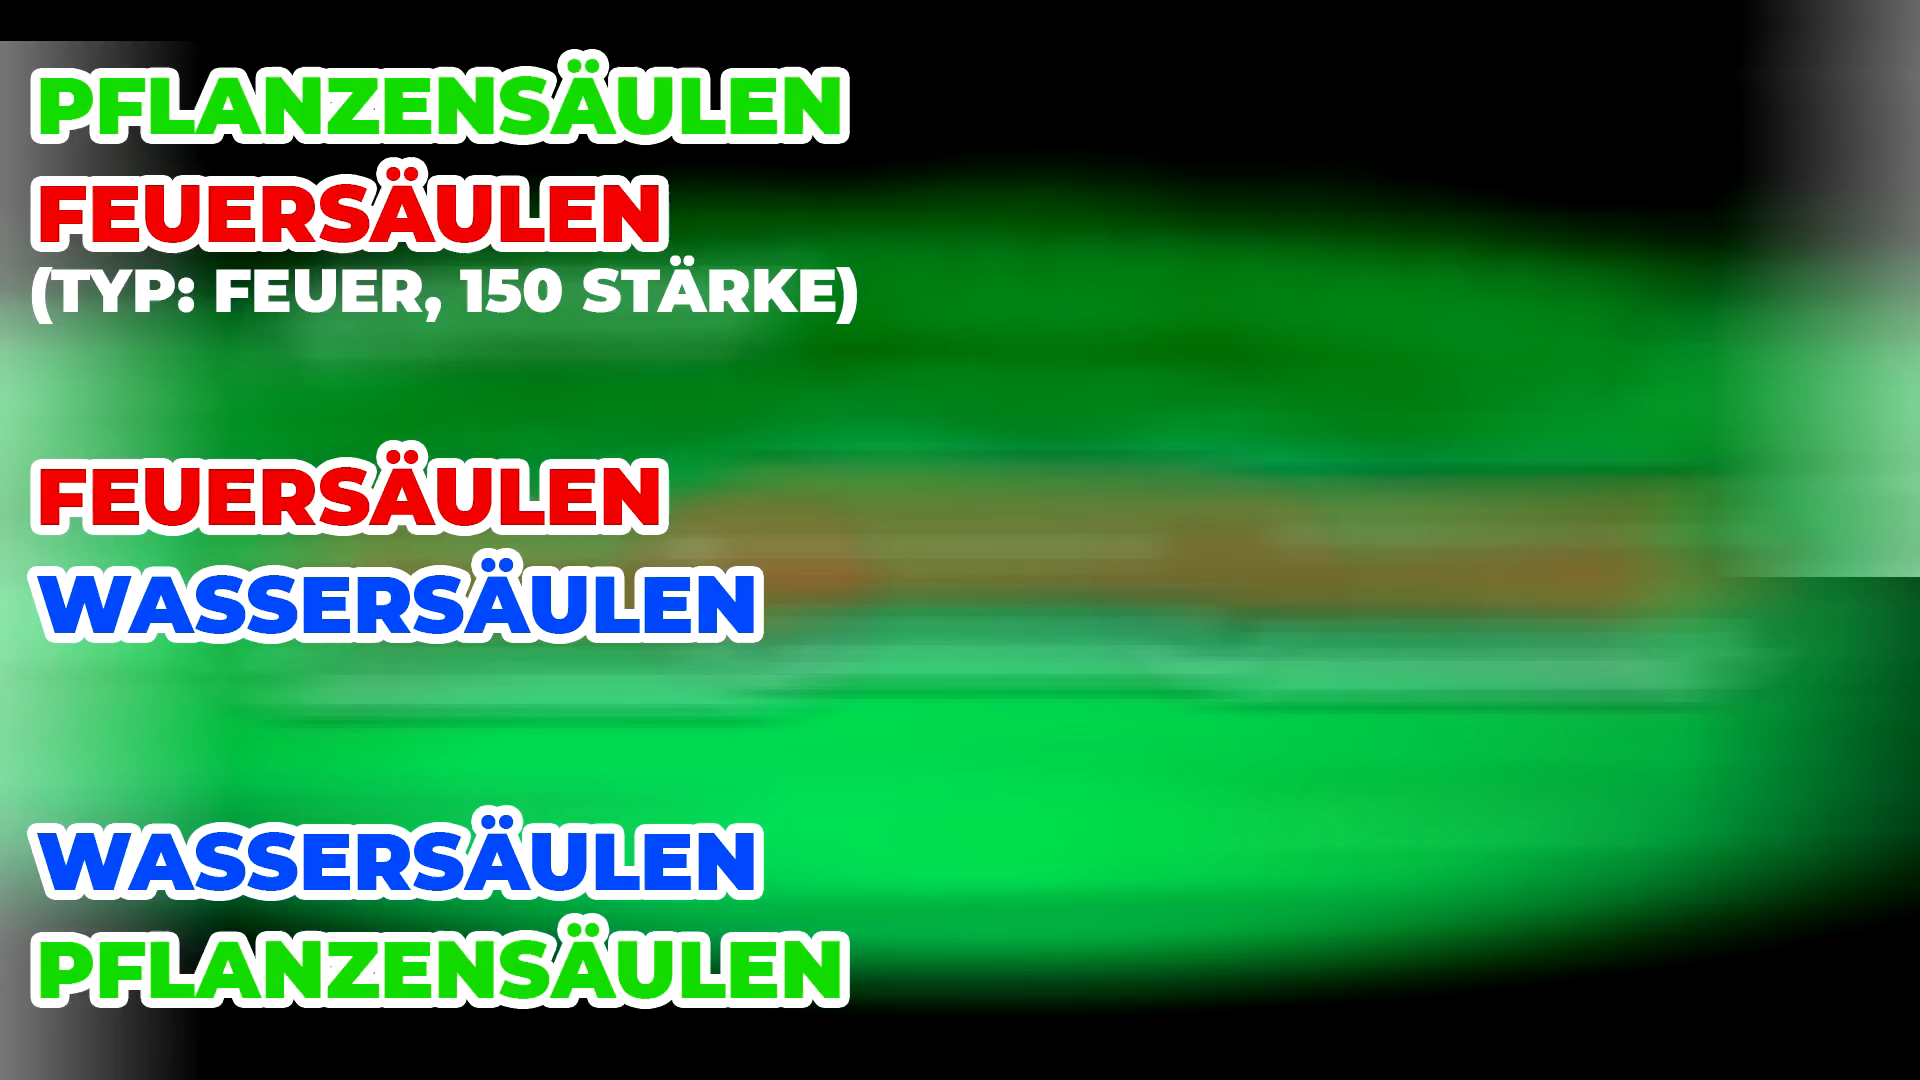 PFLANZENSÄULEN
FEUERSÄULEN
(TYP: FEUER, 150 STÄRKE)
FEUERSÄULEN
WASSERSÄULEN
WASSERSÄULEN
PFLANZENSÄULEN